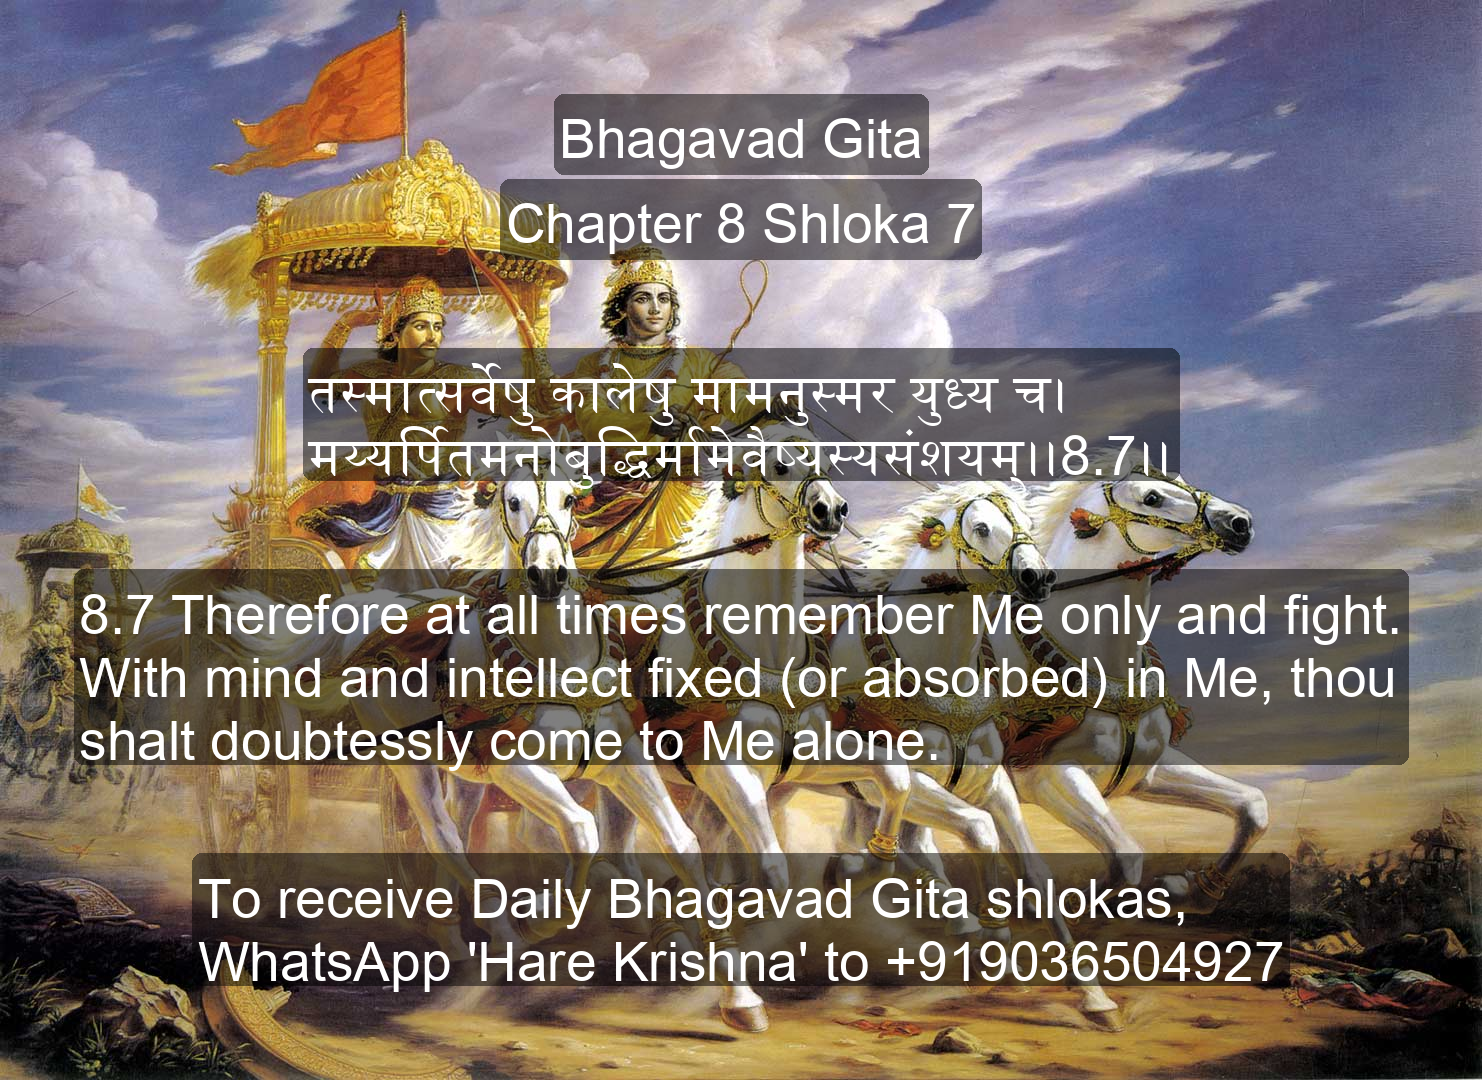 Bhagavad Gita
Chapter 8 Shloka 7
तस्मात्सर्वेषु कालेषु मामनुस्मर युध्य च।
मय्यर्पितमनोबुद्धिर्मामेवैष्यस्यसंशयम्।।8.7।।
8.7 Therefore at all times remember Me only and fight.
With mind and intellect fixed (or absorbed) in Me, thou
shalt doubtessly come to Me alone.
To receive Daily Bhagavad Gita shlokas,
WhatsApp 'Hare Krishna' to +919036504927